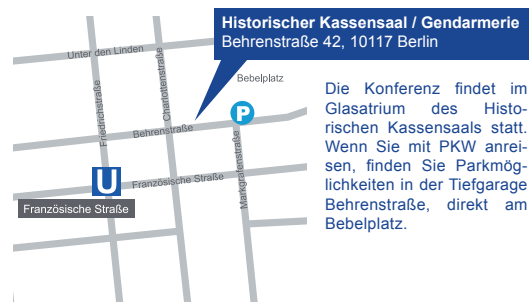 Historischer Kassensaal / Gendarmerie
Behrenstraße 42, 10117 Berlin
Unter den Linden
Bebelplatz
Friedrichstraße
Charlottenstraße
P
Behrenstraße
Markgrafenstraße
U
Französische Straße
Französische Straße
Die Konferenz findet im
Glasatrium des Histo-
rischen Kassensaals statt.
Wenn Sie mit PKW anrei-
sen, finden Sie Parkmög-
lichkeiten in der Tiefgarage
Behrenstraße, direkt am
Bebelplatz.